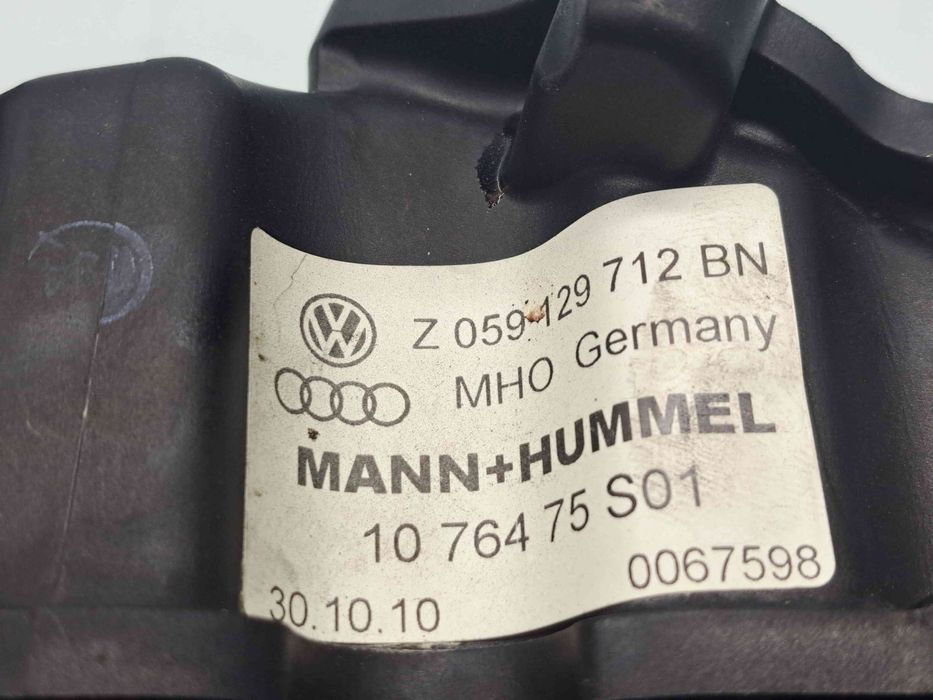 Z 059 129 712 BN
MHO Germany
MANN+HUMMEL
10 764 75 S01
0067598
30.10.10